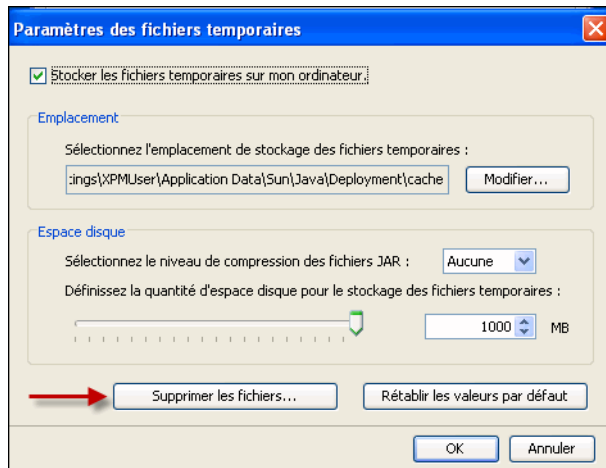 Paramètres des fichiers temporaires
Stocker les fichiers temporaires sur mon ordinateur.
Emplacement
Sélectionnez l'emplacement de stockage des fichiers temporaires :
:ings\XPMUser\Application Data\Sun\Java\Deployment\cache
Modifier...
Espace disque
Sélectionnez le niveau de compression des fichiers JAR :
Aucune
Définissez la quantité d'espace disque pour le stockage des fichiers temporaires :
1000
MB
Supprimer les fichiers...
Rétablir les valeurs par défaut
OK
Annuler